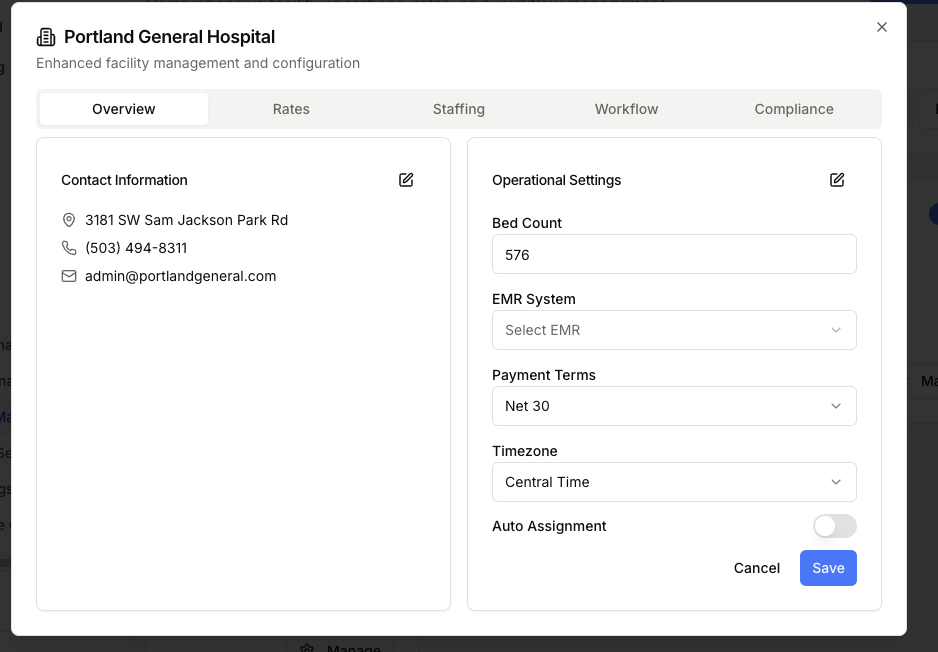 Portland General Hospital
Enhanced facility management and configuration
Overview
Rates
Staffing
Workflow
Compliance
Contact Information
3181 SW Sam Jackson Park Rd
(503) 494-8311
admin@portlandgeneral.com
Operational Settings
Bed Count
576
EMR System
Select EMR
Payment Terms
Net 30
Timezone
Central Time
Auto Assignment
Cancel
Save
Manage